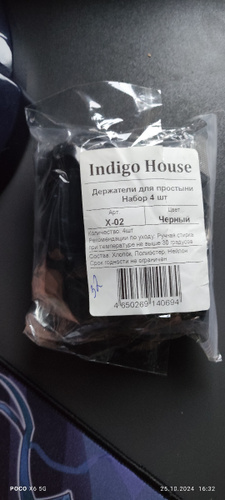 Indigo House
Держатели для простыни
Набор 4 шт
Арт. Цвет
X-02 Черный
Количество: 4шт
Рекомендации по уходу: Ручная стирка
при температуре не выше 30 градусов
Состав: Хлопок, Полиэстер, Нейлон
Срок годности не ограничен
4 650269 140694
POCO X6 5G 25.10.2024 16:32